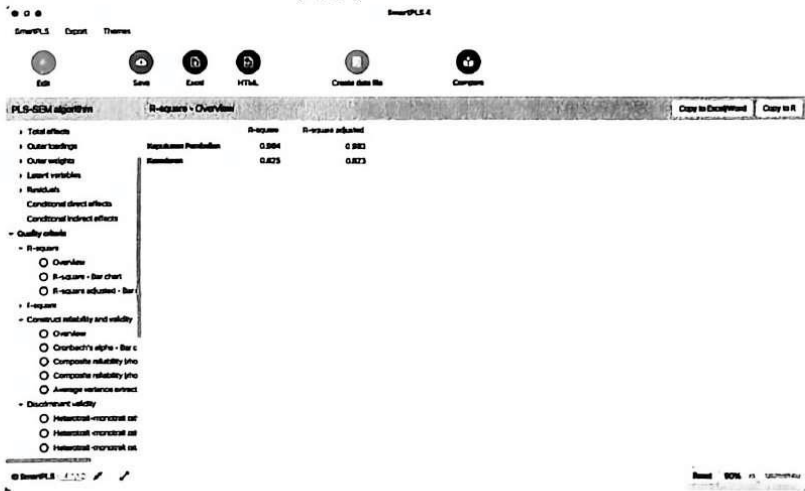 SmartPLS 4
SmartPLS Export Themes
Edit Save Excel HTML Create data file Compare
PLS-SEM algorithm R-square - Overview Copy to Excel/Word Copy to R
R-square R-square adjusted
Total effects
Outer loadings Keputusan Pembelian 0.984 0.983
Outer weights 0.825 0.823
Latent variables
Residuals
Conditional direct effects
Conditional indirect effects
Quality criteria
R-square
Overview
R-square - Bar chart
R-square adjusted - Bar
f-square
Construct reliability and validity
Overview
Cronbach's alpha - Bar c
Composite reliability (rho
Composite reliability (rho
Average variance extract
Discriminant validity
Heterotrait-monotrait rat
Heterotrait-monotrait rat
Heterotrait-monotrait rat
SmartPLS Reset 90%